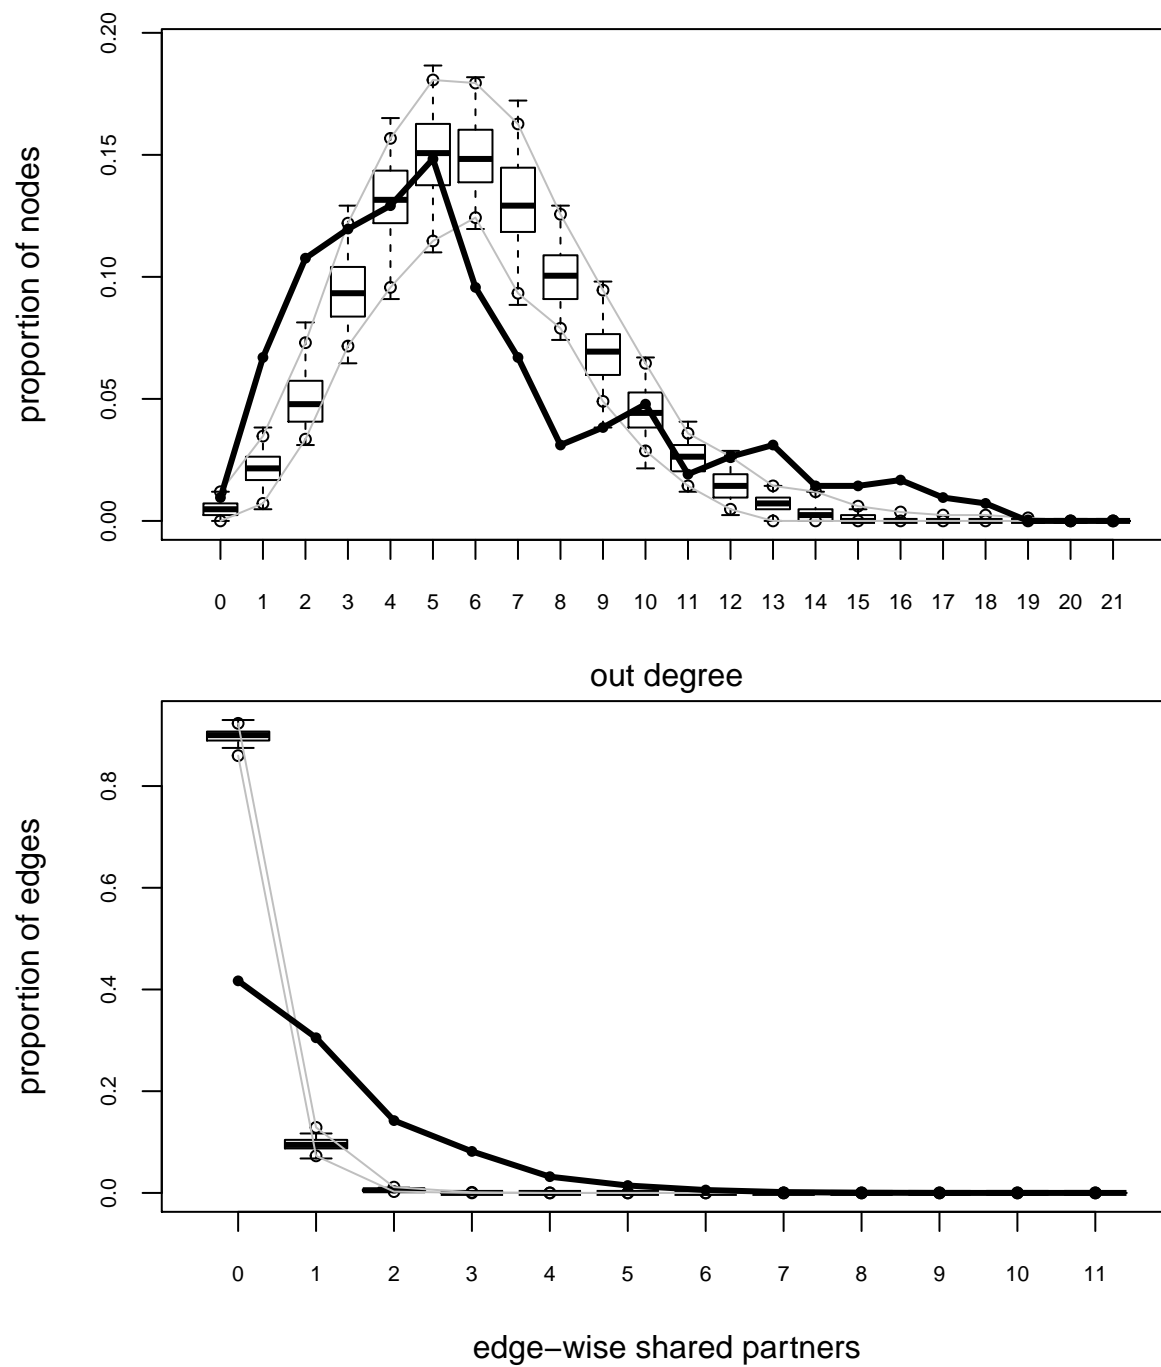 proportion of nodes
0.20
0.15
0.10
0.05
0.00
0 1 2 3 4 5 6 7 8 9 10 11 12 13 14 15 16 17 18 19 20 21
out degree
proportion of edges
0.8
0.6
0.4
0.2
0.0
0 1 2 3 4 5 6 7 8 9 10 11
edge−wise shared partners